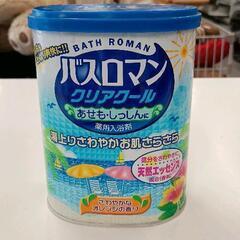 BATH ROMAN
バスロマン
クリアクール
あせも・しっしんに
薬用入浴剤
湯上りさわやかお肌さらさら
天然エッセンス
さわやかな
オレンジの香り